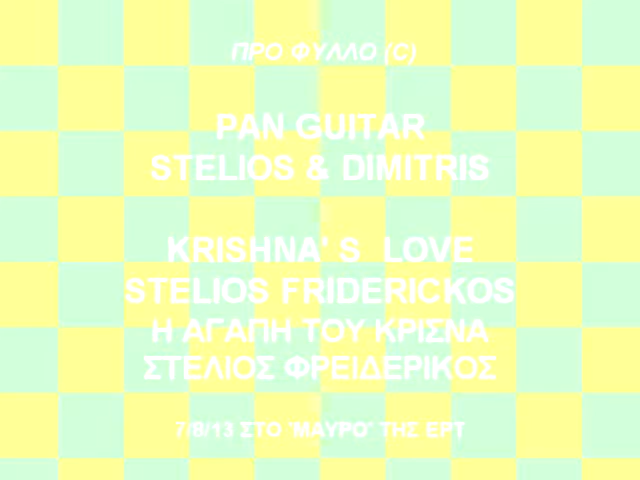 ΠΡΟ ΦΥΛΛΟ (C)
PAN GUITAR
STELIOS & DIMITRIS
KRISHNA' S LOVE
STELIOS FRIDERICKOS
Η ΑΓΑΠΗ ΤΟΥ ΚΡΙΣΝΑ
ΣΤΕΛΙΟΣ ΦΡΕΙΔΕΡΙΚΟΣ
7/8/13 ΣΤΟ 'ΜΑΥΡΟ' ΤΗΣ ΕΡΤ